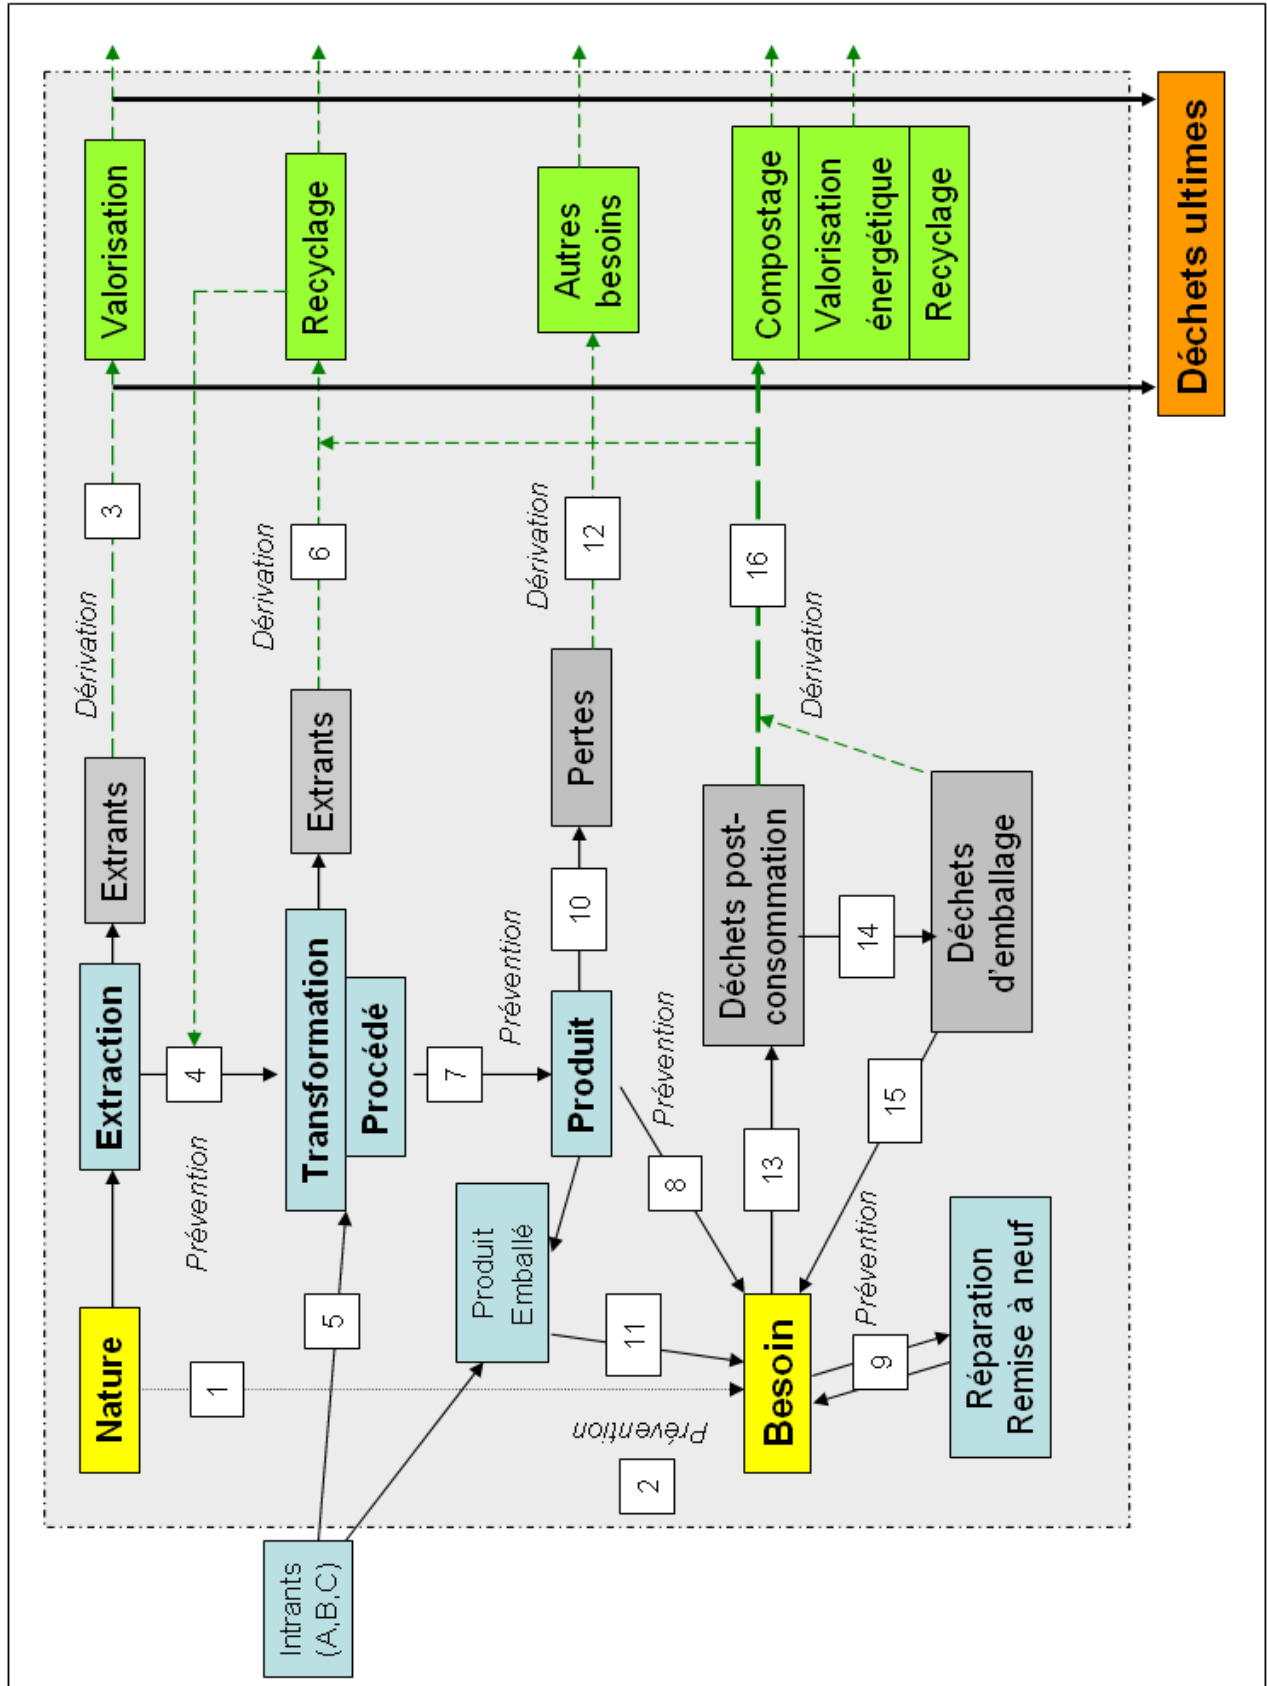 Nature
Extraction
Extrants
Dérivation
3
Valorisation
1
Prévention
4
Intrants
(A,B,C)
5
Transformation
Procédé
Extrants
Dérivation
6
Recyclage
7
Produit
Emballé
Prévention
Produit
10
Pertes
Dérivation
12
Autres
besoins
2
Prévention
11
8
Prévention
Besoin
13
Déchets post-
consommation
16
Dérivation
Compostage
Valorisation
énergétique
Recyclage
9
Prévention
15
14
Réparation
Remise à neuf
Déchets
d'emballage
Déchets ultimes